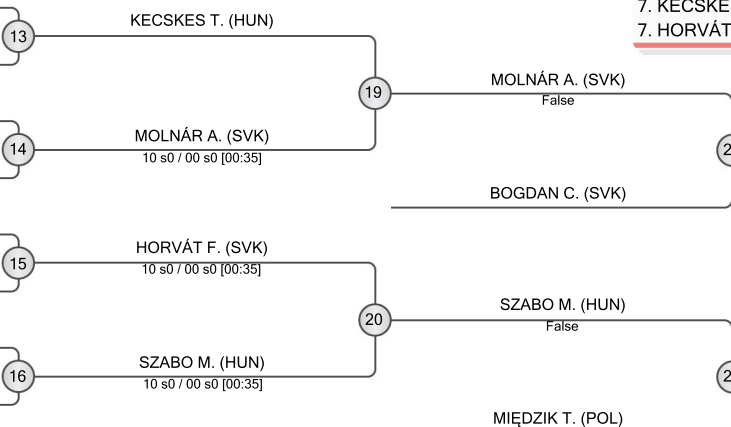 7. KECSKE
7. HORVÁT
13
KECSKES T. (HUN)
19
MOLNÁR A. (SVK)
False
14
MOLNÁR A. (SVK)
10 s0 / 00 s0 [00:35]
2
BOGDAN C. (SVK)
15
HORVÁT F. (SVK)
10 s0 / 00 s0 [00:35]
20
SZABO M. (HUN)
False
16
SZABO M. (HUN)
10 s0 / 00 s0 [00:35]
2
MIĘDZIK T. (POL)